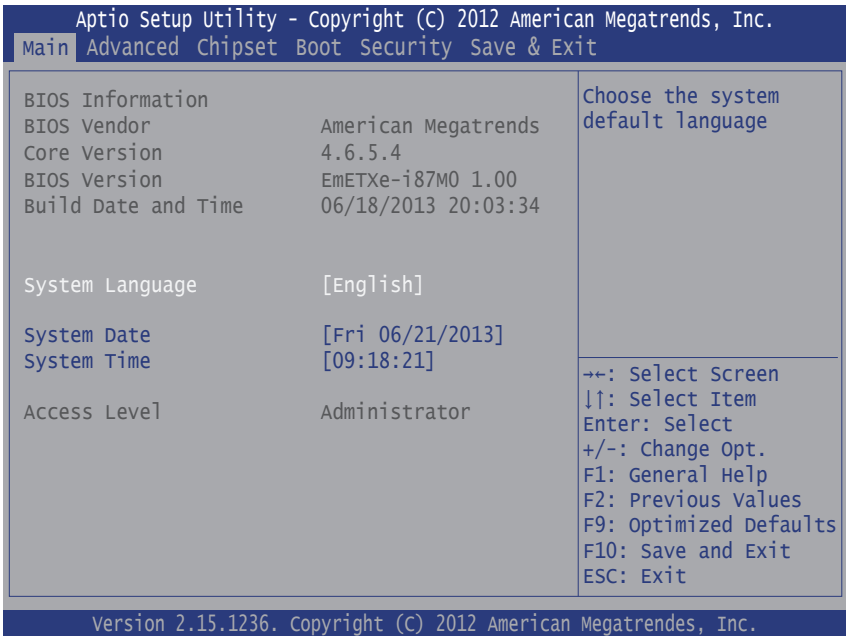 Aptio Setup Utility - Copyright (C) 2012 American Megatrends, Inc.
Main Advanced Chipset Boot Security Save & Exit
BIOS Information
BIOS Vendor American Megatrends
Core Version 4.6.5.4
BIOS Version EmETXe-i87M0 1.00
Build Date and Time 06/18/2013 20:03:34
System Language [English]
System Date [Fri 06/21/2013]
System Time [09:18:21]
Access Level Administrator
Choose the system
default language
→←: Select Screen
↓↑: Select Item
Enter: Select
+/-: Change Opt.
F1: General Help
F2: Previous Values
F9: Optimized Defaults
F10: Save and Exit
ESC: Exit
Version 2.15.1236. Copyright (C) 2012 American Megatrendes, Inc.